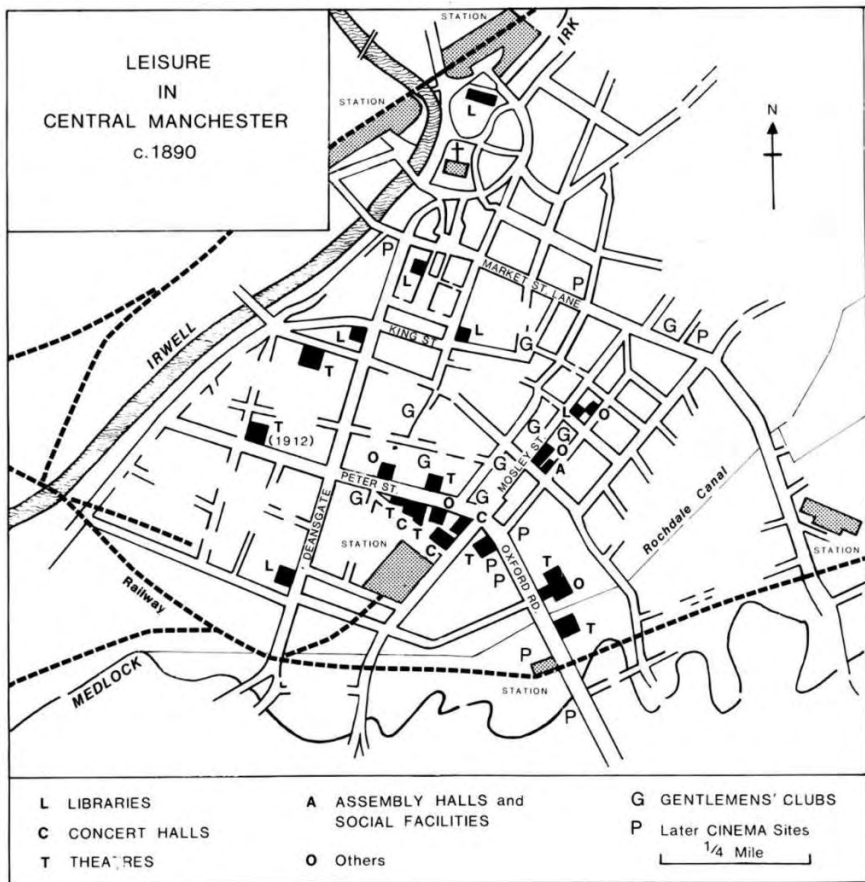 LEISURE
IN
CENTRAL MANCHESTER
c.1890
STATION
IRK
STATION
L
N
P
L
MARKET ST. LANE
P
IRWELL
L
KING ST
L
G
G
P
T
G
L
O
T
(1912)
G
G
MOSLEY ST.
O
A
O
G
T
G
PETER ST.
G
T
C
T
C
O
G
C
P
Rochdale Canal
DEANSGATE
STATION
T
P
P
OXFORD RD.
T
O
STATION
L
Railway
T
P
MEDLOCK
STATION
P
L LIBRARIES
C CONCERT HALLS
T THEATRES
A ASSEMBLY HALLS and
SOCIAL FACILITIES
O Others
G GENTLEMENS' CLUBS
P Later CINEMA Sites
1/4 Mile